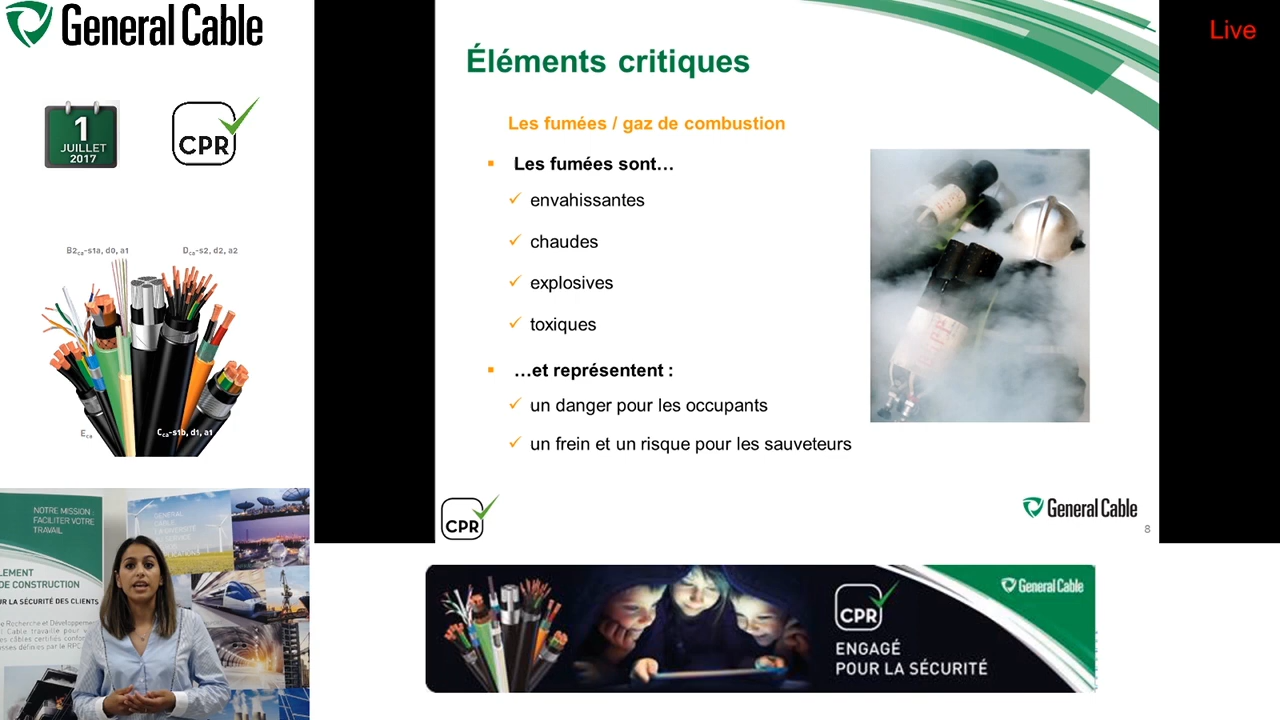 General Cable
1
JUILLET
2017
CPR
B2ca-s1a, d0, a1
Dca-s2, d2, a2
Eca
Cca-s1b, d1, a1
Live
Éléments critiques
Les fumées / gaz de combustion
Les fumées sont…
envahissantes
chaudes
explosives
toxiques
…et représentent :
un danger pour les occupants
un frein et un risque pour les sauveteurs
CPR
General Cable
8
NOTRE MISSION :
FACILITER VOTRE
TRAVAIL
LEMENT
DE CONSTRUCTION
UR LA SÉCURITÉ DES CLIENTS
CPR
ENGAGÉ
POUR LA SÉCURITÉ
General Cable